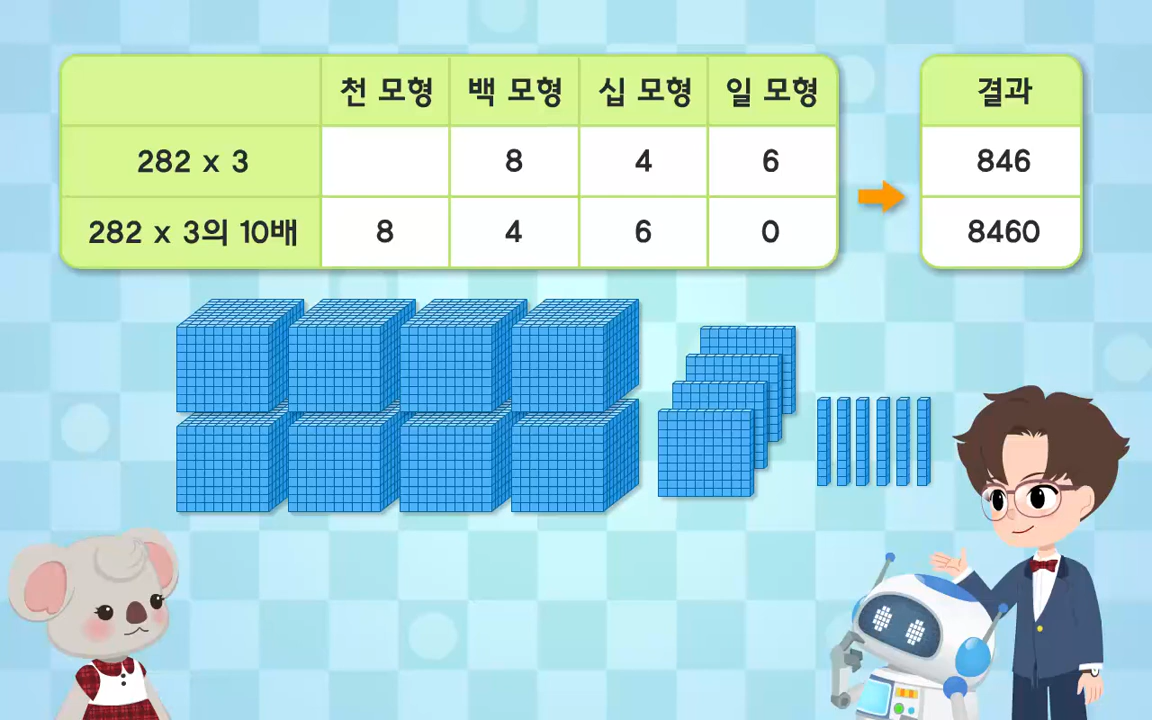 천 모형 백 모형 십 모형 일 모형 결과
282 x 3 8 4 6 846
282 x 3의 10배 8 4 6 0 8460